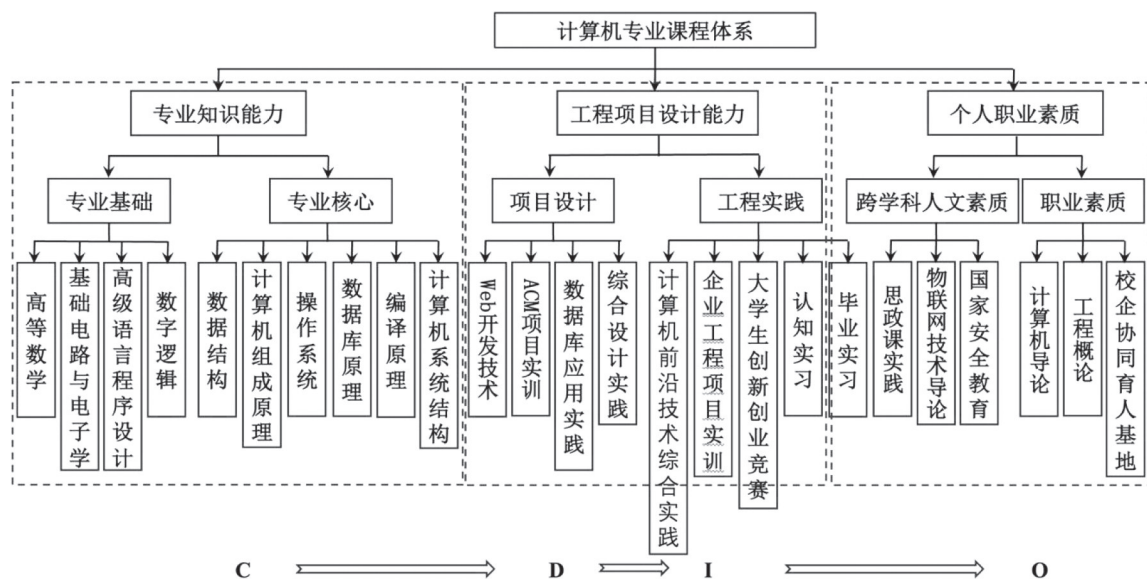 计算机专业课程体系
专业知识能力
工程项目设计能力
个人职业素质
专业基础
专业核心
项目设计
工程实践
跨学科人文素质
职业素质
高等数学
基础电路与电子学
高级语言程序设计
数字逻辑
数据结构
计算机组成原理
操作系统
数据库原理
编译原理
计算机系统结构
Web开发技术
ACM项目实训
数据库应用实践
综合设计实践
计算机前沿技术综合实践
企业工程项目实训
大学生创新创业竞赛
认知实习
毕业实习
思政课实践
物联网技术导论
国家安全教育
计算机导论
工程概论
校企协同育人基地
C
D
I
O